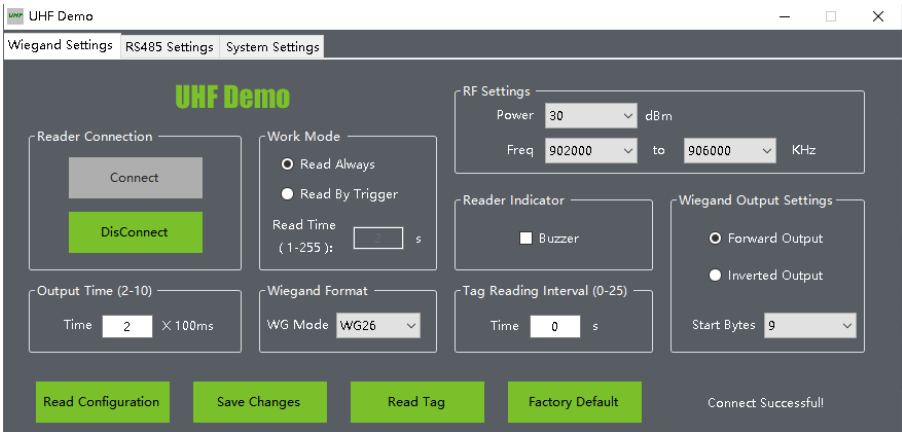 UHF UHF Demo
Wiegand Settings RS485 Settings System Settings
UHF Demo
Reader Connection
Connect
DisConnect
Work Mode
Read Always
Read By Trigger
Read Time
( 1-255 ): 2 s
RF Settings
Power 30 dBm
Freq 902000 to 906000 KHz
Reader Indicator
Buzzer
Wiegand Output Settings
Forward Output
Inverted Output
Start Bytes 9
Output Time (2-10)
Time 2 X 100ms
Wiegand Format
WG Mode WG26
Tag Reading Interval (0-25)
Time 0 s
Read Configuration Save Changes Read Tag Factory Default Connect Successful!